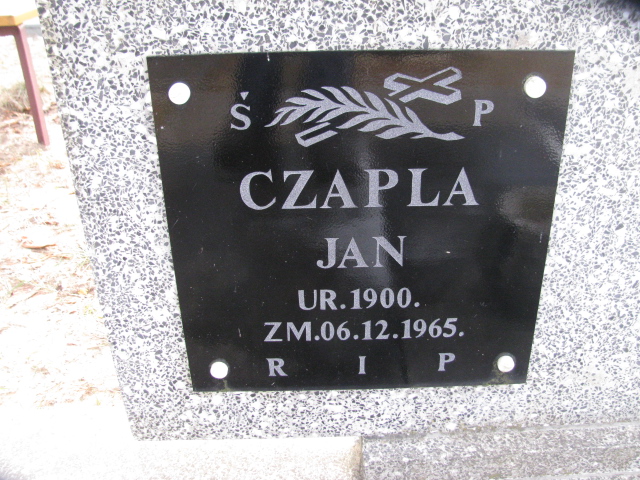 Ś P
CZAPLA
JAN
UR.1900.
ZM.06.12.1965.
R I P